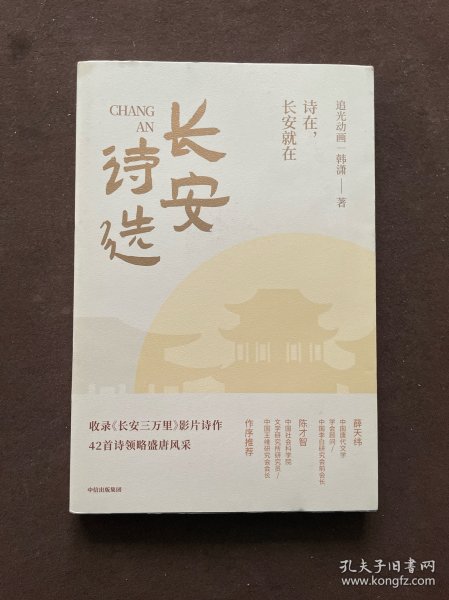 追光动画｜韩潇——著
诗在，
长安就在
CHANG
AN
长安
诗选
收录《长安三万里》影片诗作
42首诗领略盛唐风采
中信出版集团
薛天纬
中国唐代文学
学会顾问/
中国李白研究会前会长
陈才智
中国社会科学院
文学研究所研究员/
中国王维研究会会长
作序推荐
孔夫子旧书网
www.kongfz.com